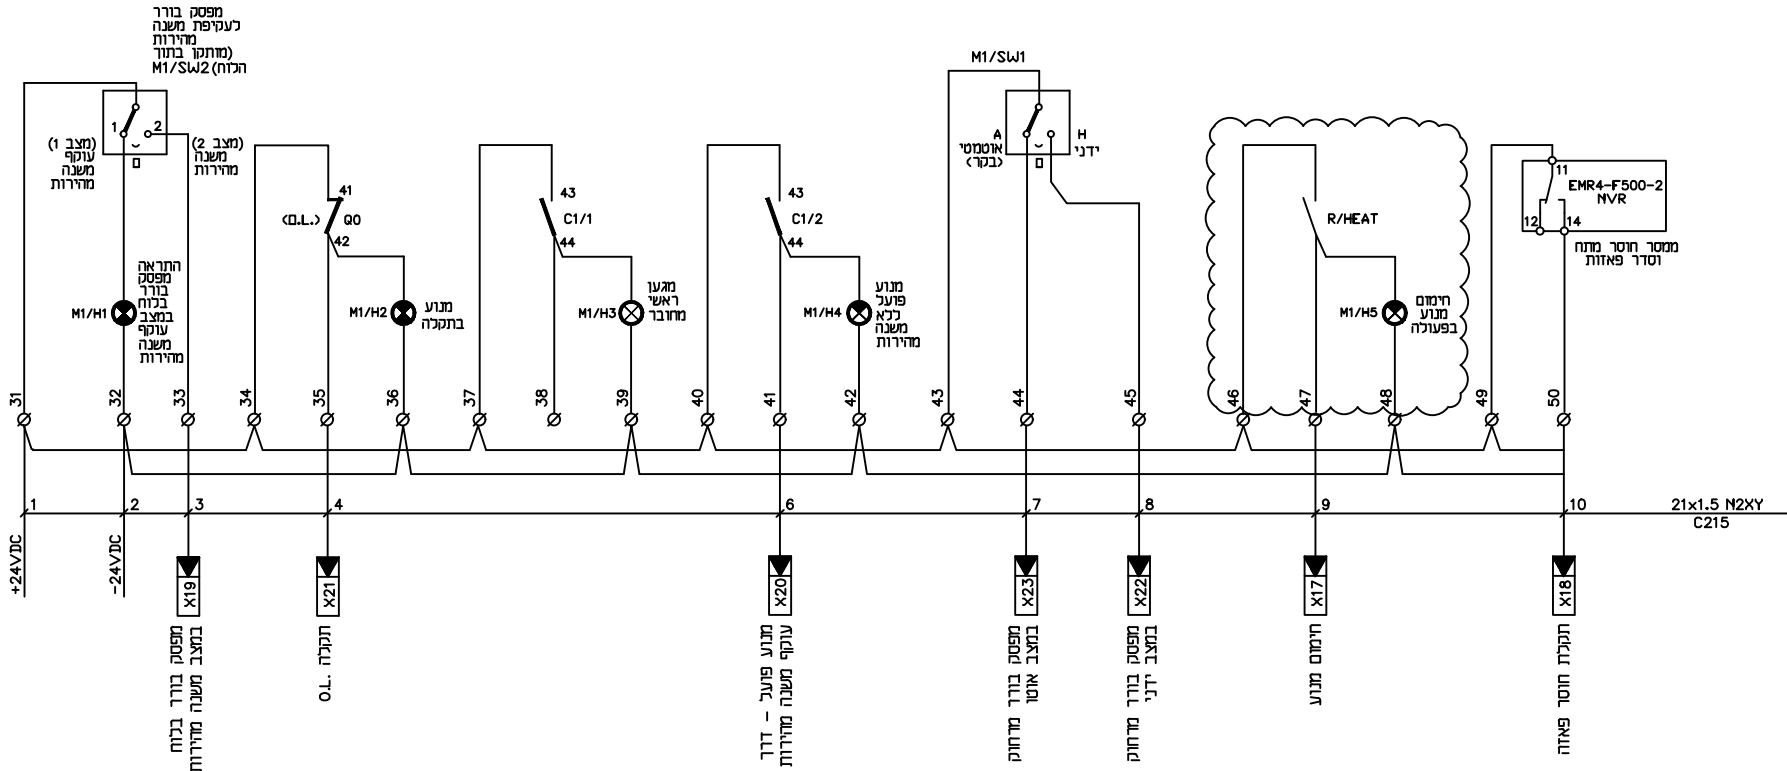 מפסק בורר
לעקיפת משנה
מהירות
(מותקן בתוך
הלוח) M1/SW2
1
2
(מצב 1)
עוקף
משנה
מהירות
(מצב 2)
משנה
מהירות
M1/H1
התראה
מפסק
בורר
בלוח
במצב
עוקף
משנה
מהירות
41
(O.L.)
Q0
42
M1/H2
מנוע
בתקלה
43
C1/1
44
M1/H3
מגען
ראשי
מחובר
43
C1/2
44
M1/H4
מנוע
פועל
ללא
משנה
מהירות
M1/SW1
A
אוטומטי
(בקר)
H
ידני
R/HEAT
M1/H5
חימום
מנוע
בפעולה
11
EMR4-F500-2
NVR
12
14
ממסר חוסר מתח
וסדר פאזות
31
32
33
34
35
36
37
38
39
40
41
42
43
44
45
46
47
48
49
50
1
2
3
4
6
7
8
9
10
21x1.5 N2XY
C215
+24VDC
-24VDC
X19
X21
X20
X23
X22
X17
X18
מפסק בורר בלוח
במצב משנה מהירות
תקלה .O.L
מנוע פועל - דרך
עוקף משנה מהירות
מפסק בורר מרחוק
במצב אוטו
מפסק בורר מרחוק
במצב ידני
חימום מנוע
תקלת חוסר פאזה